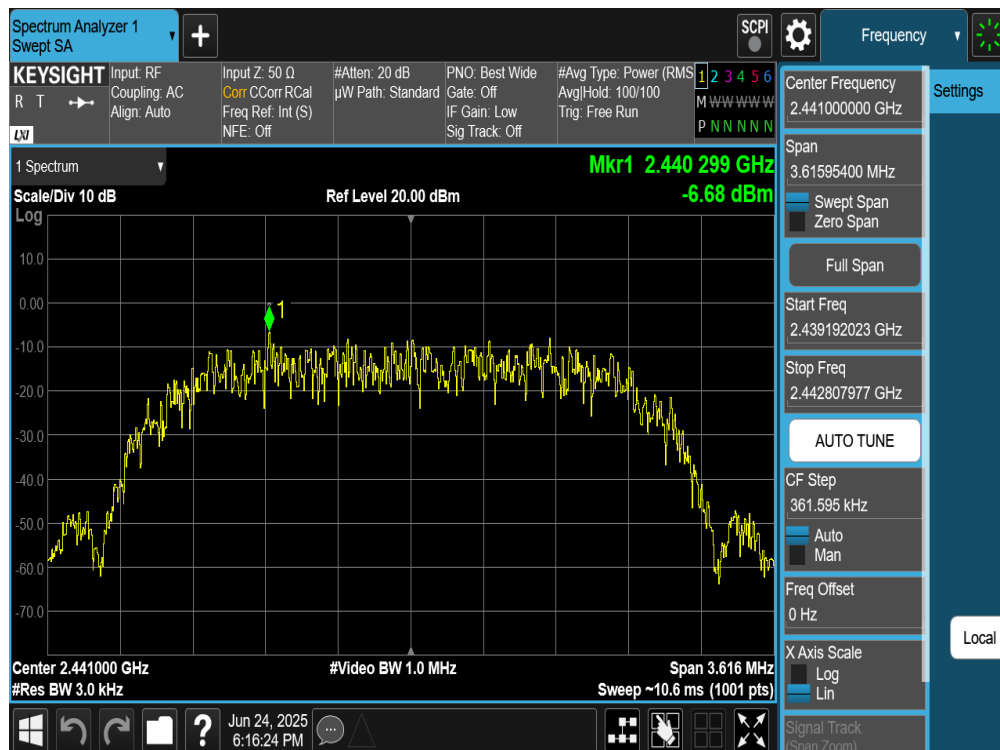 Spectrum Analyzer 1
Swept SA
+
SCPI
Frequency
KEYSIGHT
R T
LXI
Input: RF
Coupling: AC
Align: Auto
Input Z: 50 Ω
Corr CCorr RCal
Freq Ref: Int (S)
NFE: Off
#Atten: 20 dB
µW Path: Standard
PNO: Best Wide
Gate: Off
IF Gain: Low
Sig Track: Off
#Avg Type: Power (RMS
Avg|Hold: 100/100
Trig: Free Run
1 2 3 4 5 6
M W W W W W W
P N N N N N
1 Spectrum
Mkr1 2.440 299 GHz
-6.68 dBm
Scale/Div 10 dB
Ref Level 20.00 dBm
Log
1
10.0
0.00
-10.0
-20.0
-30.0
-40.0
-50.0
-60.0
-70.0
Center 2.441000 GHz
#Video BW 1.0 MHz
Span 3.616 MHz
#Res BW 3.0 kHz
Sweep ~10.6 ms (1001 pts)
Jun 24, 2025
6:16:24 PM
?
Center Frequency
2.441000000 GHz
Settings
Span
3.61595400 MHz
Swept Span
Zero Span
Full Span
Start Freq
2.439192023 GHz
Stop Freq
2.442807977 GHz
AUTO TUNE
CF Step
361.595 kHz
Auto
Man
Freq Offset
0 Hz
Local
X Axis Scale
Log
Lin
Signal Track
(Span Zoom)